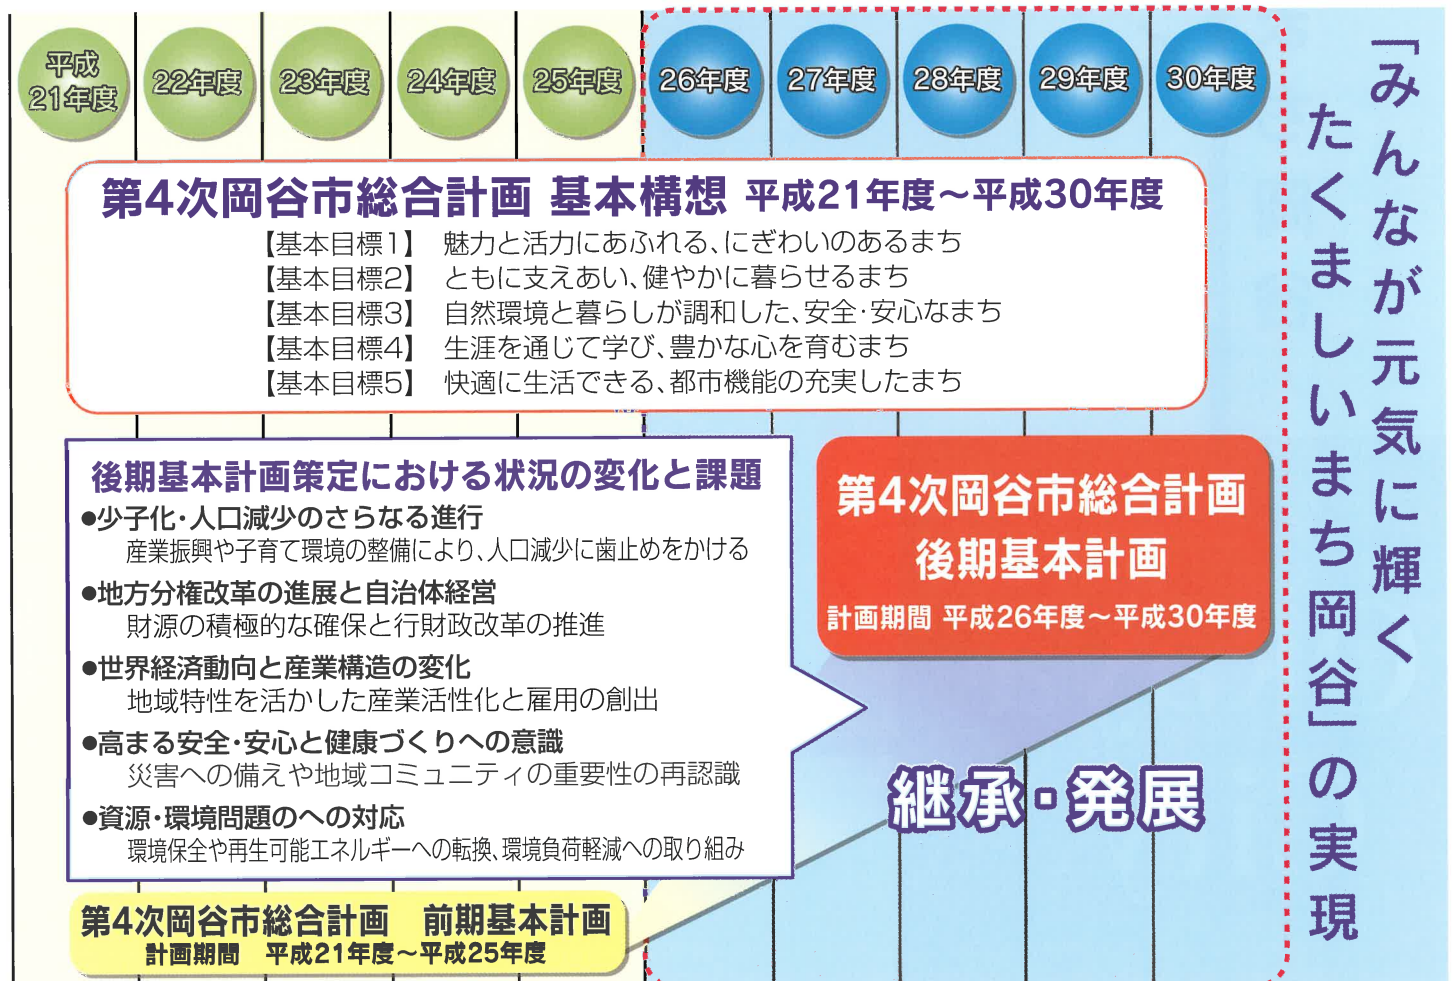 平成
21年度
22年度
23年度
24年度
25年度
26年度
27年度
28年度
29年度
30年度
「みんなが元気に輝く
たくましいまち岡谷」の実現
第4次岡谷市総合計画 基本構想 平成21年度～平成30年度
【基本目標1】 魅力と活力にあふれる、にぎわいのあるまち
【基本目標2】 ともに支えあい、健やかに暮らせるまち
【基本目標3】 自然環境と暮らしが調和した、安全・安心なまち
【基本目標4】 生涯を通じて学び、豊かな心を育むまち
【基本目標5】 快適に生活できる、都市機能の充実したまち
後期基本計画策定における状況の変化と課題
●少子化・人口減少のさらなる進行
産業振興や子育て環境の整備により、人口減少に歯止めをかける
●地方分権改革の進展と自治体経営
財源の積極的な確保と行財政改革の推進
●世界経済動向と産業構造の変化
地域特性を活かした産業活性化と雇用の創出
●高まる安全・安心と健康づくりへの意識
災害への備えや地域コミュニティの重要性の再認識
●資源・環境問題のへの対応
環境保全や再生可能エネルギーへの転換、環境負荷軽減への取り組み
第4次岡谷市総合計画
後期基本計画
計画期間 平成26年度～平成30年度
継承・発展
第4次岡谷市総合計画 前期基本計画
計画期間 平成21年度～平成25年度